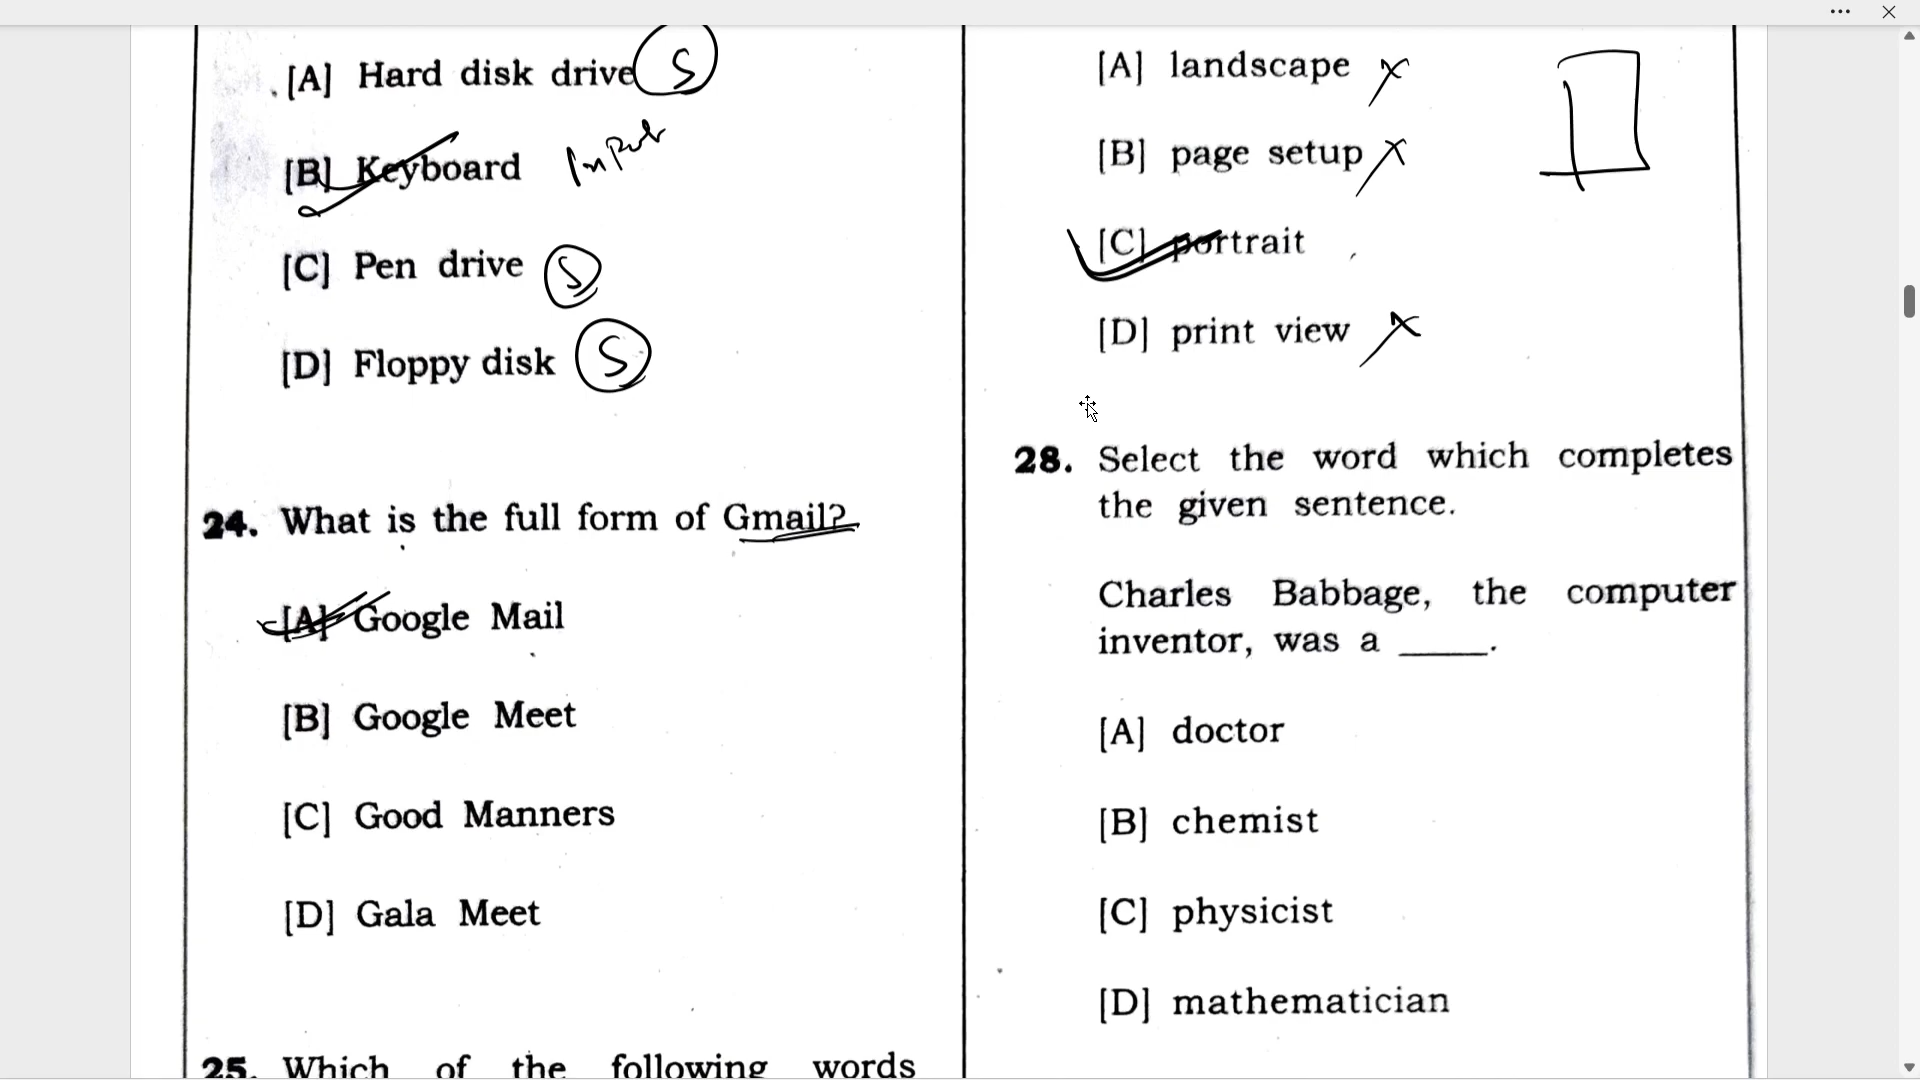 [A] Hard disk drive S
[B] Keyboard Input
[C] Pen drive S
[D] Floppy disk S
24. What is the full form of Gmail?
[A] Google Mail
[B] Google Meet
[C] Good Manners
[D] Gala Meet
25. Which of the following words
[A] landscape
[B] page setup
[C] portrait
[D] print view
28. Select the word which completes
the given sentence.
Charles Babbage, the computer
inventor, was a _____.
[A] doctor
[B] chemist
[C] physicist
[D] mathematician